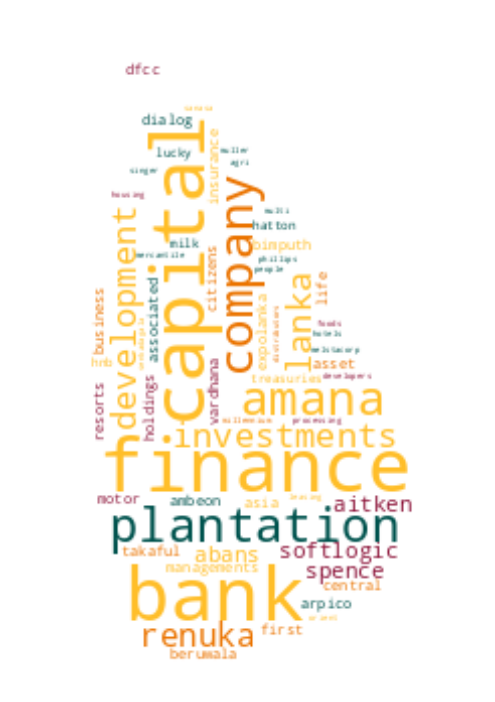 dfcc
dialog
lucky
muller
agri
singer
insurance
capital
housing
company
multi
hatton
development
milk
mercantile
bimputh
phillips
people
citizens
associated
life
lanka
business
expolanka
distributors
foods
hotels
melstacorp
hnb
asset
treasuries
developers
vardhana
holdings
resorts
amana
millennium
processing
investments
finance
motor
ambeon
asia
leasing
aitken
plantation
takaful
abans
softlogic
managements
spence
bank
central
arpico
renuka
first
beruwala